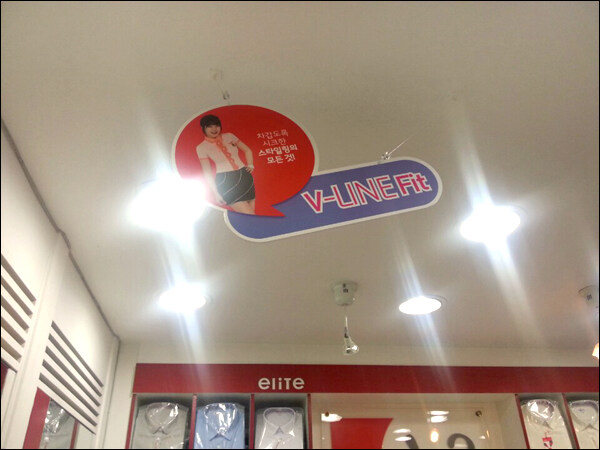 차갑도록
시크한
스타일링의
모든 것!
V-LINE Fit
elite